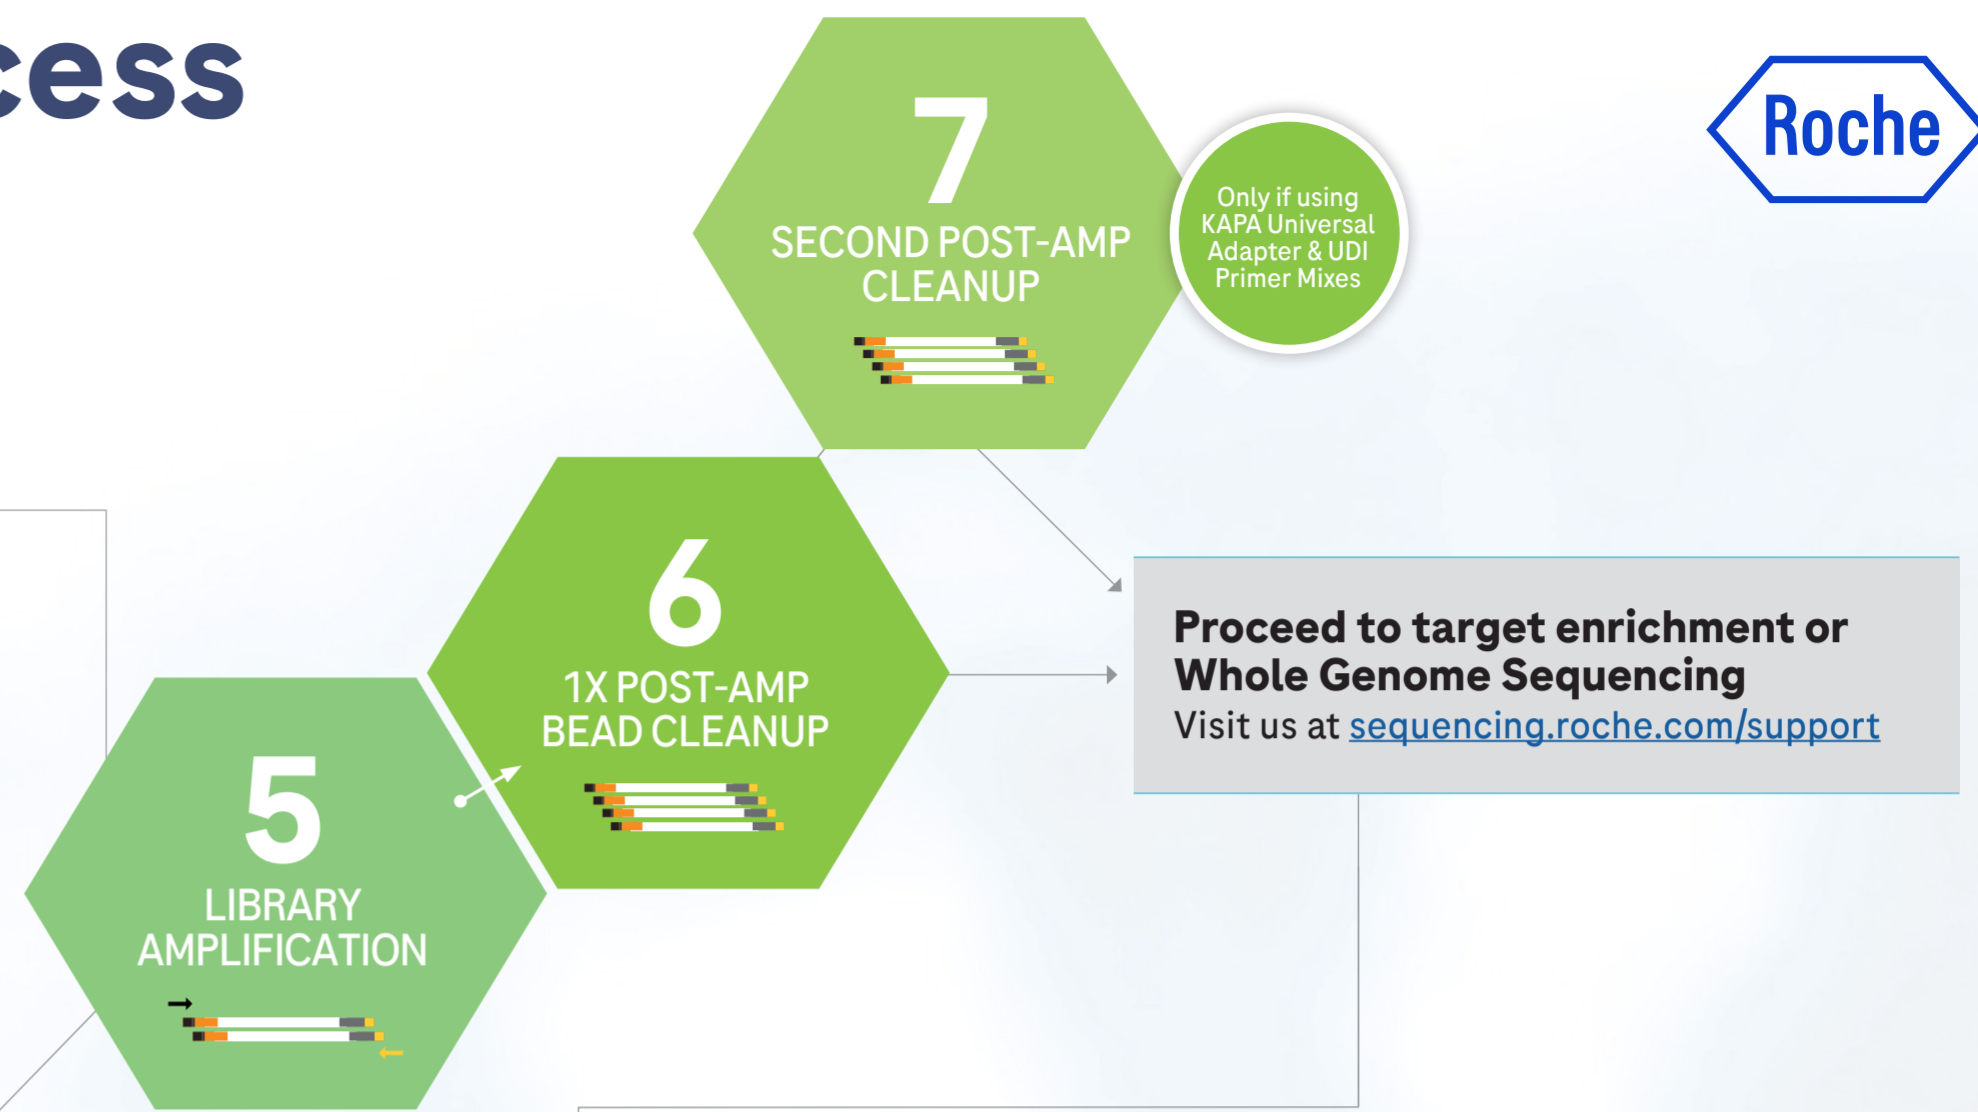 cess
Roche
7
SECOND POST-AMP
CLEANUP
Only if using
KAPA Universal
Adapter & UDI
Primer Mixes
6
1X POST-AMP
BEAD CLEANUP
Proceed to target enrichment or
Whole Genome Sequencing
Visit us at sequencing.roche.com/support
5
LIBRARY
AMPLIFICATION